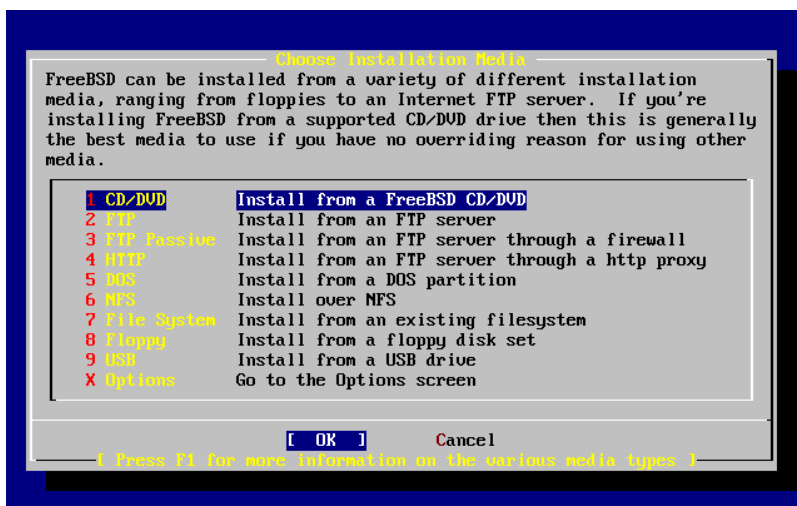 Choose Installation Media
FreeBSD can be installed from a variety of different installation
media, ranging from floppies to an Internet FTP server.  If you're
installing FreeBSD from a supported CD/DVD drive then this is generally
the best media to use if you have no overriding reason for using other
media.
1 CD/DVD Install from a FreeBSD CD/DVD
2 FTP Install from an FTP server
3 FTP Passive Install from an FTP server through a firewall
4 HTTP Install from an FTP server through a http proxy
5 DOS Install from a DOS partition
6 NFS Install over NFS
7 File System Install from an existing filesystem
8 Floppy Install from a floppy disk set
9 USB Install from a USB drive
X Options Go to the Options screen
[ OK ] Cancel
[ Press F1 for more information on the various media types ]